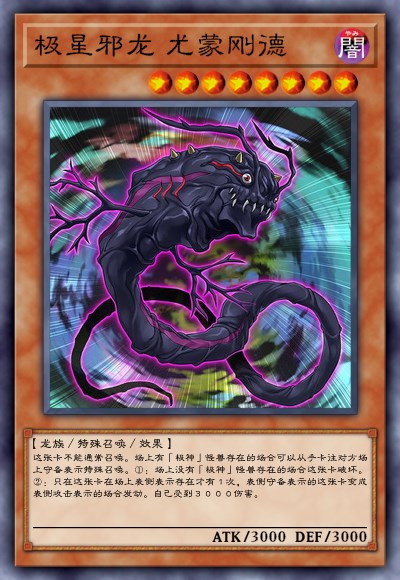 极星邪龙 尤蒙刚德
闇
【龙族／特殊召唤／效果】
这张卡不能通常召唤。场上有「极神」怪兽存在的场合可以从手卡往对方场
上守备表示特殊召唤。①：场上没有「极神」怪兽存在的场合这张卡破坏。
②：只在这张卡在场上表侧表示存在才有１次，表侧守备表示的这张卡变成
表侧攻击表示的场合发动。自己受到３０００伤害。
ATK/3000 DEF/3000